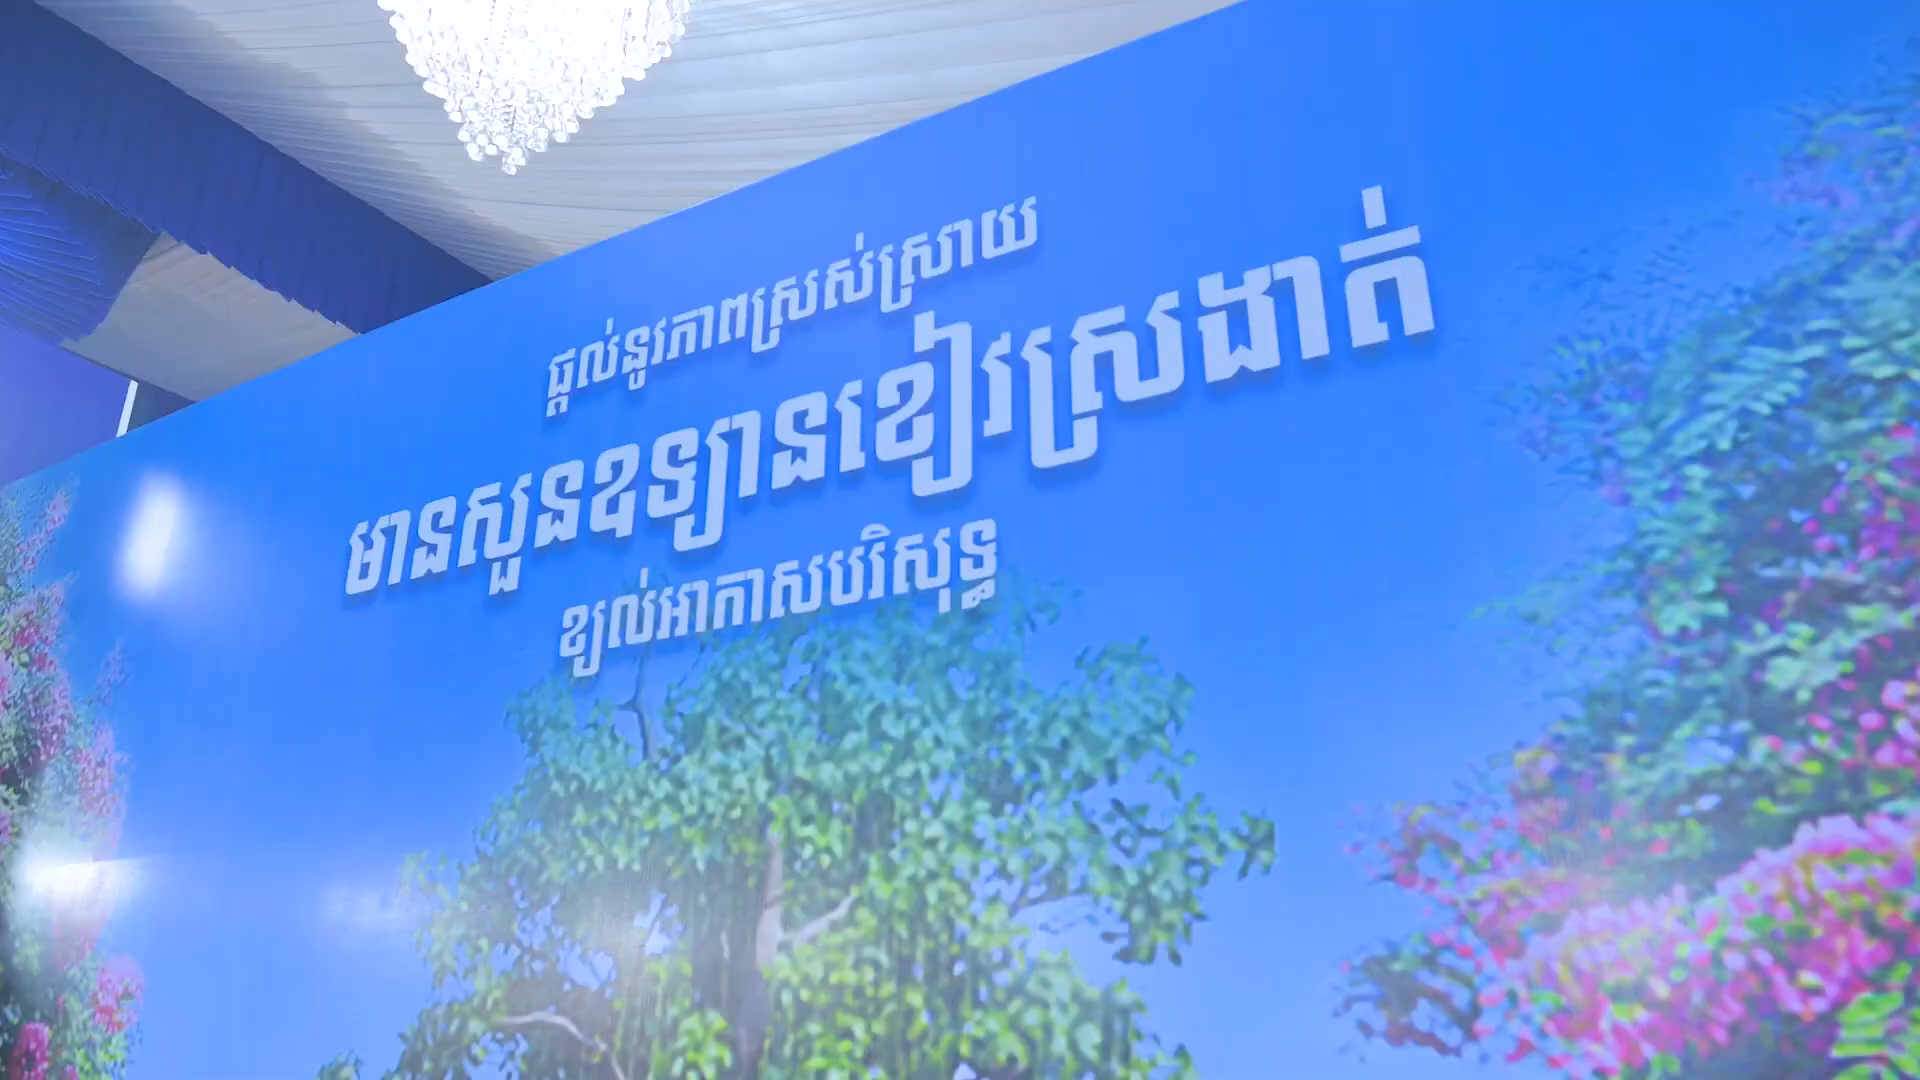 ផ្តល់នូវភាពស្រស់ស្រាយ
មានសួនឧទ្យានខៀវស្រងាត់
ខ្យល់អាកាសបរិសុទ្ធ